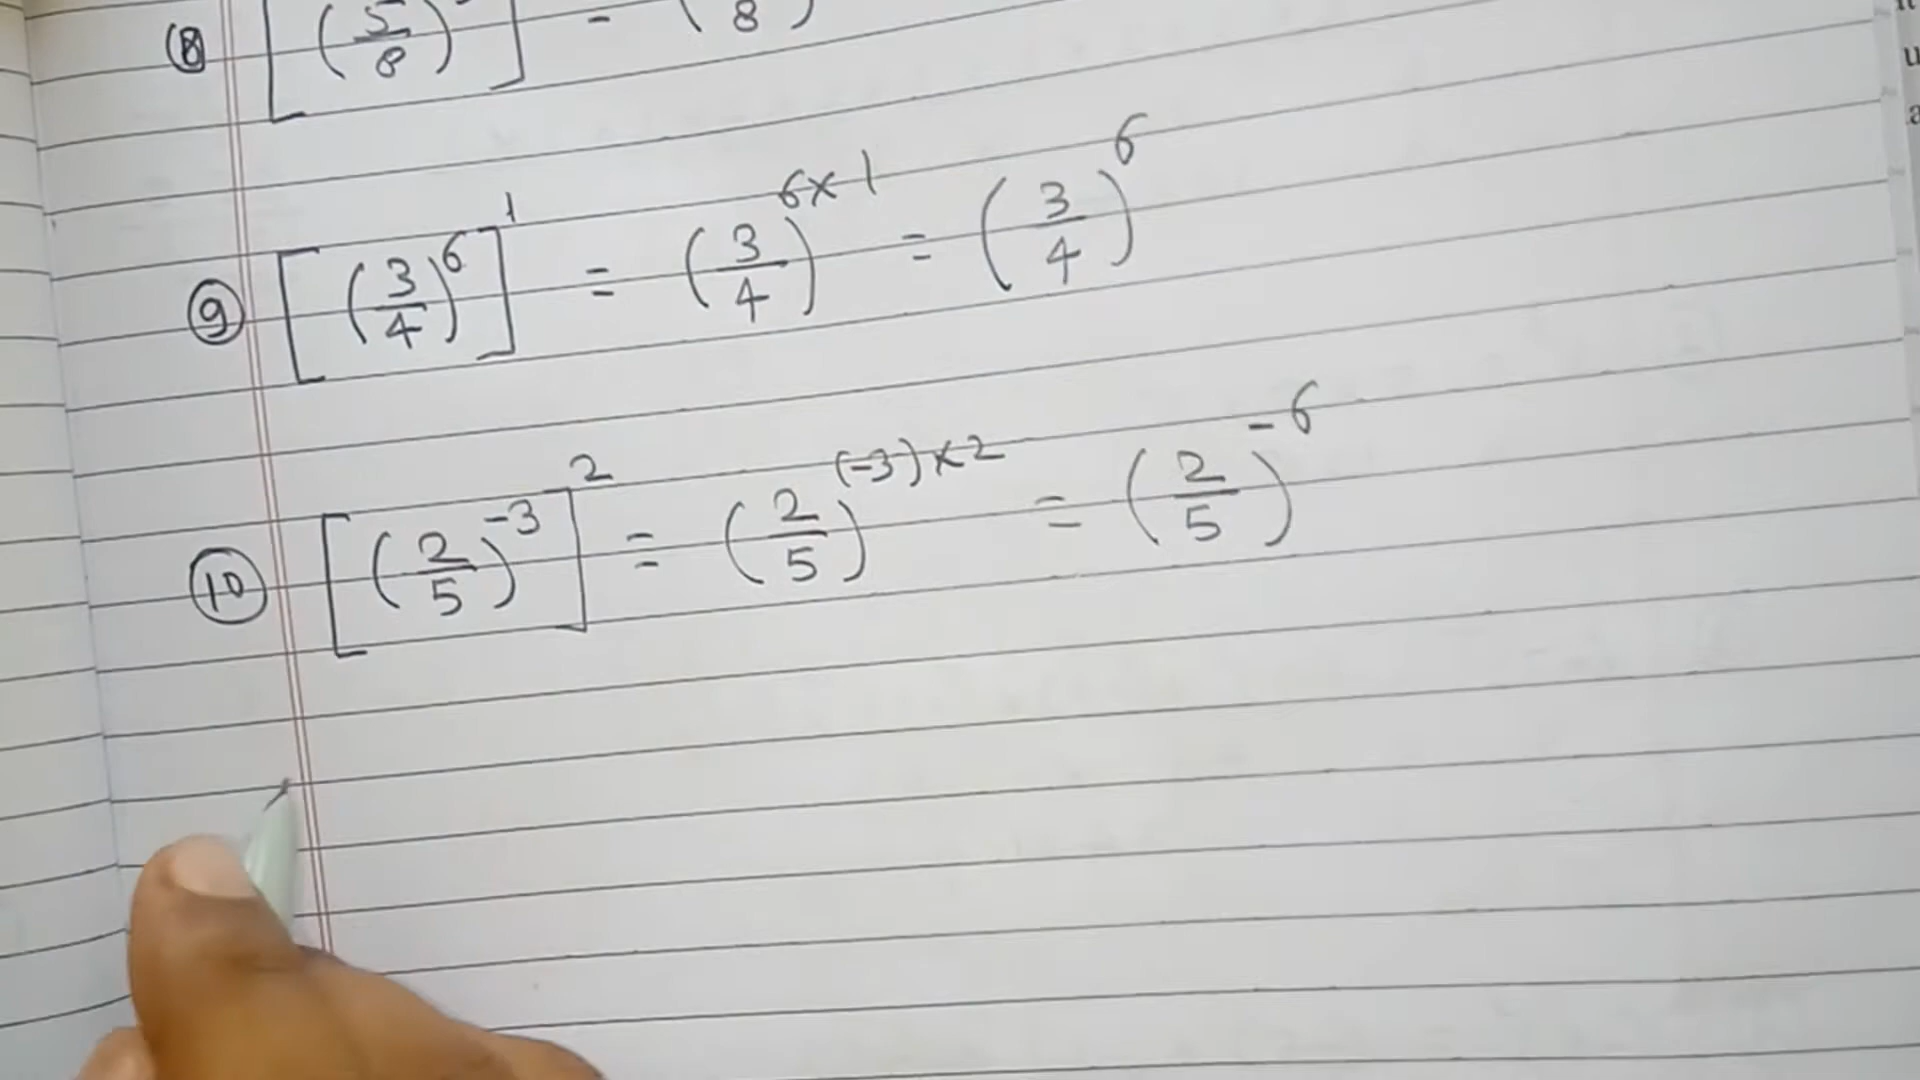 (8) [(5/8) ] = ( /8)
(9) [(3/4)^6]^1 = (3/4)^{6×1} = (3/4)^6
(10) [(2/5)^{-3}]^2 = (2/5)^{(-3)×2} = (2/5)^{-6}